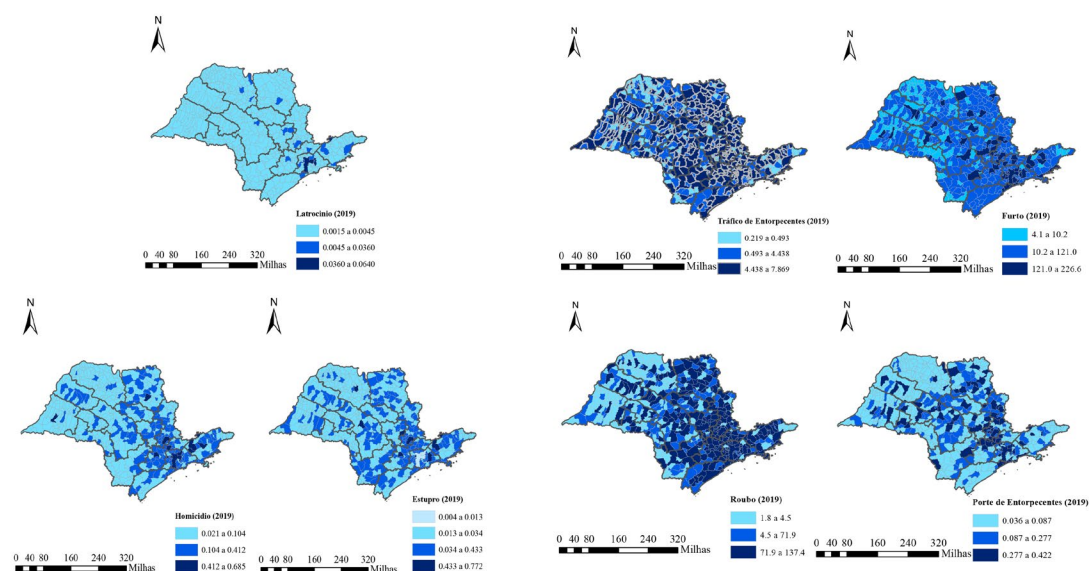 N
Latrocinio (2019)
0.0015 a 0.0045
0.0045 a 0.0360
0.0360 a 0.0640
0 40 80 160 240 320
Milhas
N
Tráfico de Entorpecentes (2019)
0.219 a 0.493
0.493 a 4.438
4.438 a 7.869
0 40 80 160 240 320
Milhas
N
Furto (2019)
4.1 a 10.2
10.2 a 121.0
121.0 a 226.6
0 40 80 160 240 320
Milhas
N
Homicidio (2019)
0.021 a 0.104
0.104 a 0.412
0.412 a 0.685
0 40 80 160 240 320
Milhas
N
Estupro (2019)
0.004 a 0.013
0.013 a 0.034
0.034 a 0.433
0.433 a 0.772
0 40 80 160 240 320
Milhas
N
Roubo (2019)
1.8 a 4.5
4.5 a 71.9
71.9 a 137.4
0 40 80 160 240 320
Milhas
N
Porte de Entorpecentes (2019)
0.036 a 0.087
0.087 a 0.277
0.277 a 0.422
0 40 80 160 240 320
Milhas